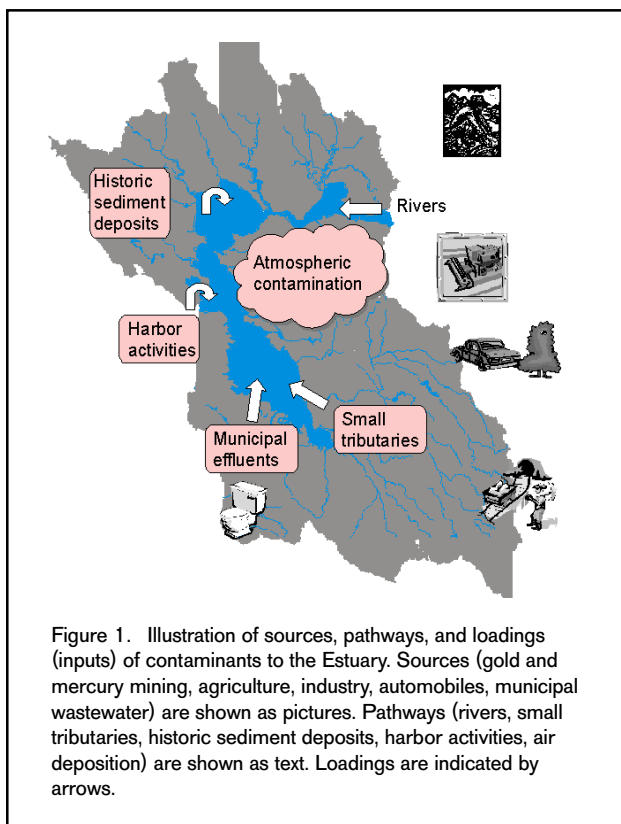 Historic
sediment
deposits
Rivers
Atmospheric
contamination
Harbor
activities
Small
tributaries
Municipal
effluents
Figure 1. Illustration of sources, pathways, and loadings
(inputs) of contaminants to the Estuary. Sources (gold and
mercury mining, agriculture, industry, automobiles, municipal
wastewater) are shown as pictures. Pathways (rivers, small
tributaries, historic sediment deposits, harbor activities, air
deposition) are shown as text. Loadings are indicated by
arrows.